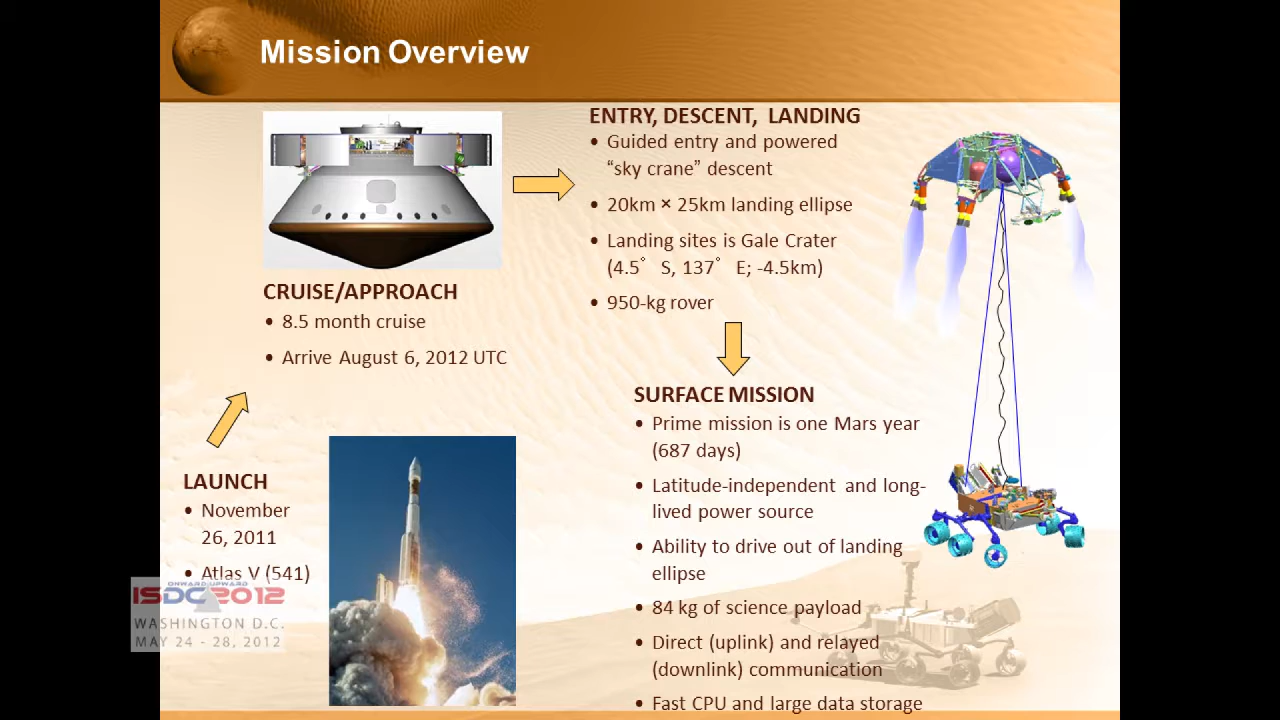 Mission Overview
LAUNCH
• November
26, 2011
• Atlas V (541)
CRUISE/APPROACH
• 8.5 month cruise
• Arrive August 6, 2012 UTC
ENTRY, DESCENT, LANDING
• Guided entry and powered
“sky crane” descent
• 20km × 25km landing ellipse
• Landing sites is Gale Crater
(4.5° S, 137° E; -4.5km)
• 950-kg rover
SURFACE MISSION
• Prime mission is one Mars year
(687 days)
• Latitude-independent and long-
lived power source
• Ability to drive out of landing
ellipse
• 84 kg of science payload
• Direct (uplink) and relayed
(downlink) communication
• Fast CPU and large data storage
ONWARD UPWARD
ISDC 2012
WASHINGTON D.C.
MAY 24 - 28, 2012